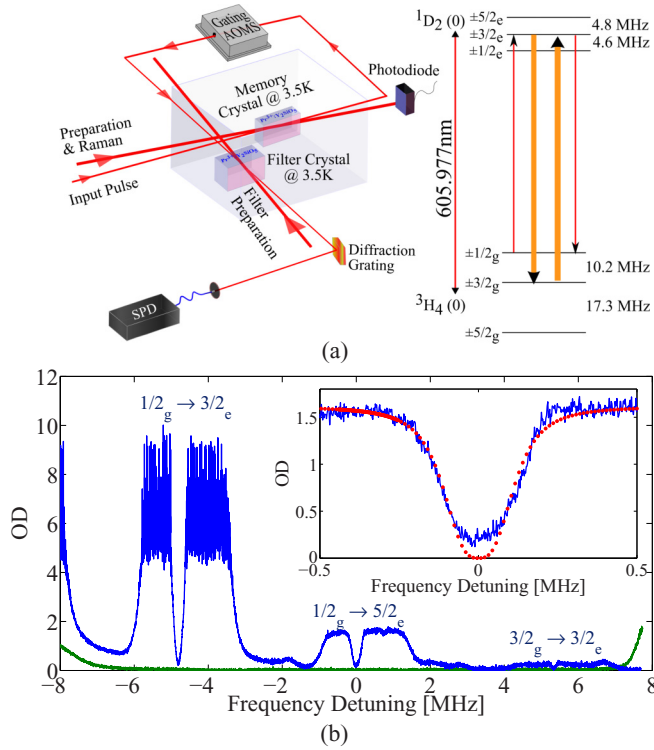 Gating
AOMS
Memory
Crystal @ 3.5K
Photodiode
Preparation
& Raman
Input Pulse
Filter Crystal
@ 3.5K
Filter
Preparation
Diffraction
Grating
SPD
¹D₂ (0)
±5/2ₑ
±3/2ₑ
±1/2ₑ
4.8 MHz
4.6 MHz
605.977nm
±1/2g
±3/2g
±5/2g
10.2 MHz
17.3 MHz
³H₄ (0)
(a)
12
10
8
6
4
2
0
OD
1/2g → 3/2ₑ
1/2g → 5/2ₑ
3/2g → 3/2ₑ
−8 −6 −4 −2 0 2 4 6 8
Frequency Detuning [MHz]
1.5
1
0.5
0
OD
−0.5 0 0.5
Frequency Detuning [MHz]
(b)